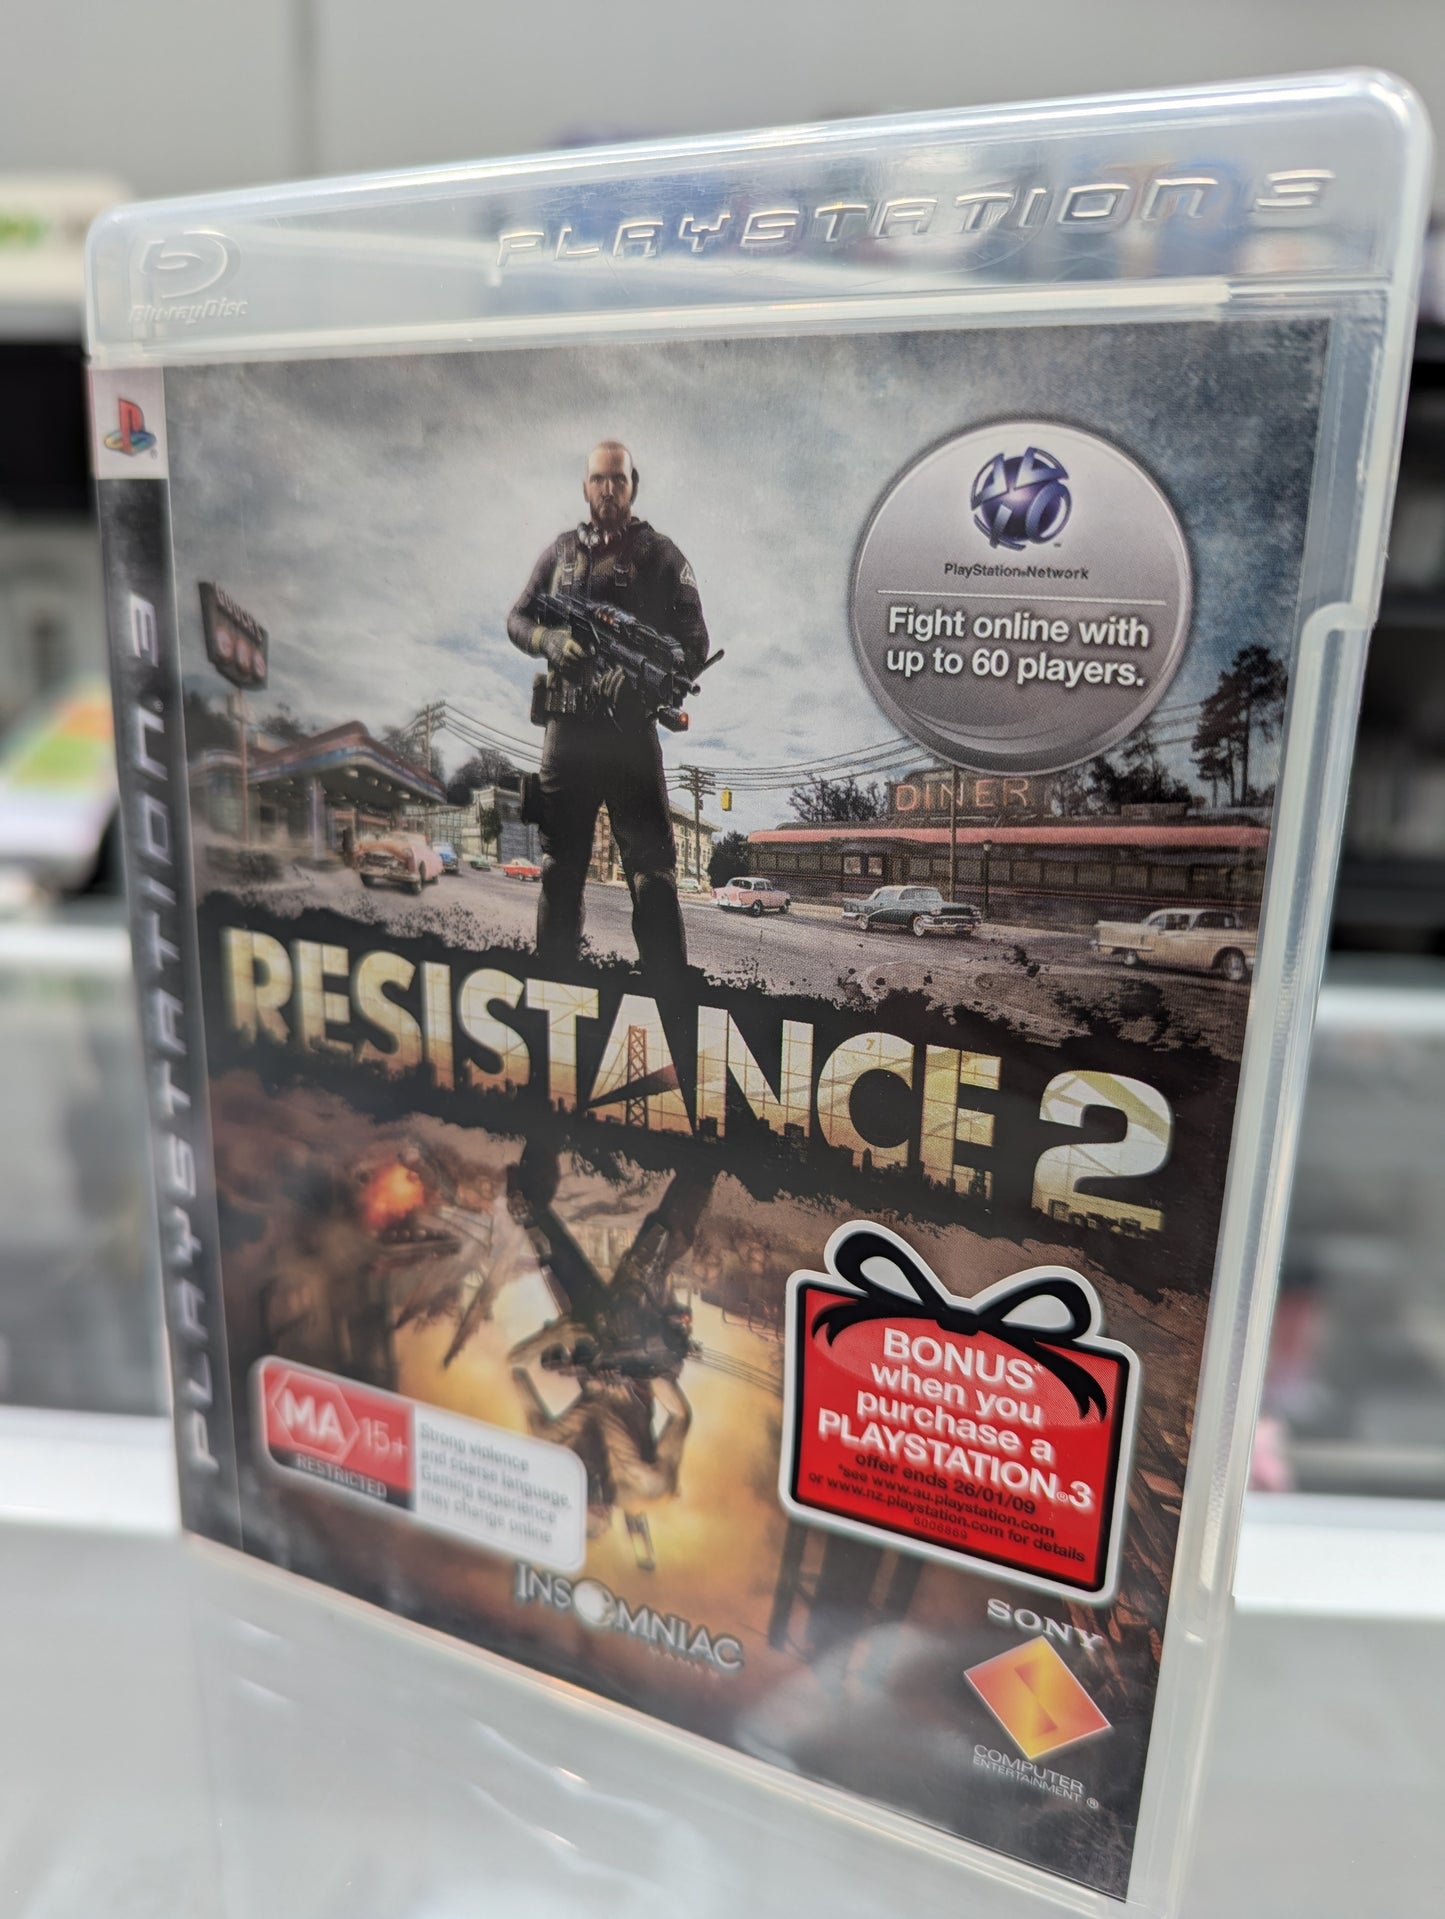 PLAYSTATION 3
Blu-ray Disc
PLAYSTATION 3
PlayStation®Network
Fight online with
up to 60 players.
DINER
RESISTANCE 2
BONUS*
when you
purchase a
PLAYSTATION®3
offer ends 26/01/09
*see www.au.playstation.com
or www.nz.playstation.com for details
6006869
MA 15+
RESTRICTED
Strong violence
and coarse language.
Gaming experience
may change online
INSOMNIAC
GAMES
SONY
COMPUTER
ENTERTAINMENT ®